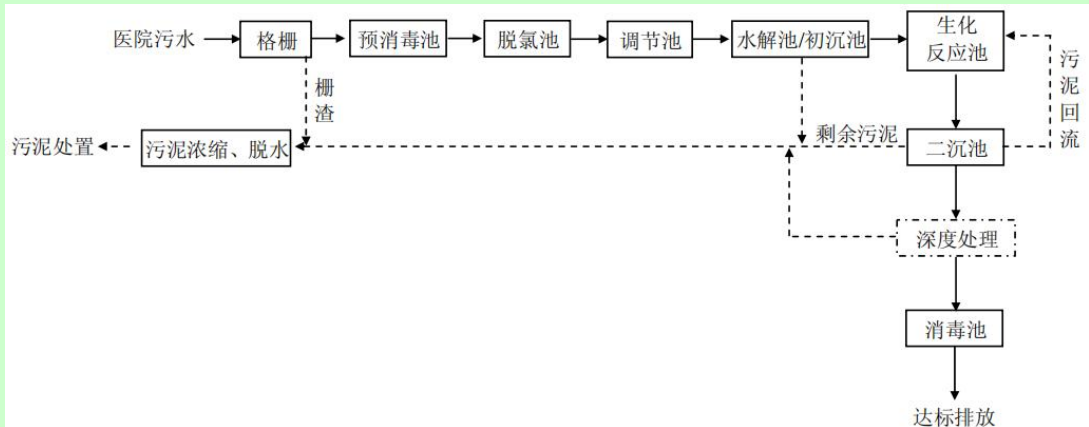 医院污水
格栅
预消毒池
脱氯池
调节池
水解池/初沉池
生化
反应池
污泥回流
栅渣
污泥处置
污泥浓缩、脱水
剩余污泥
二沉池
深度处理
消毒池
达标排放